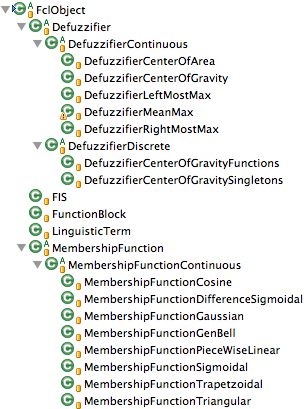 FclObject
Defuzzifier
DefuzzifierContinuous
DefuzzifierCenterOfArea
DefuzzifierCenterOfGravity
DefuzzifierLeftMostMax
DefuzzifierMeanMax
DefuzzifierRightMostMax
DefuzzifierDiscrete
DefuzzifierCenterOfGravityFunctions
DefuzzifierCenterOfGravitySingletons
FIS
FunctionBlock
LinguisticTerm
MembershipFunction
MembershipFunctionContinuous
MembershipFunctionCosine
MembershipFunctionDifferenceSigmoidal
MembershipFunctionGaussian
MembershipFunctionGenBell
MembershipFunctionPieceWiseLinear
MembershipFunctionSigmoidal
MembershipFunctionTrapetzoidal
MembershipFunctionTriangular